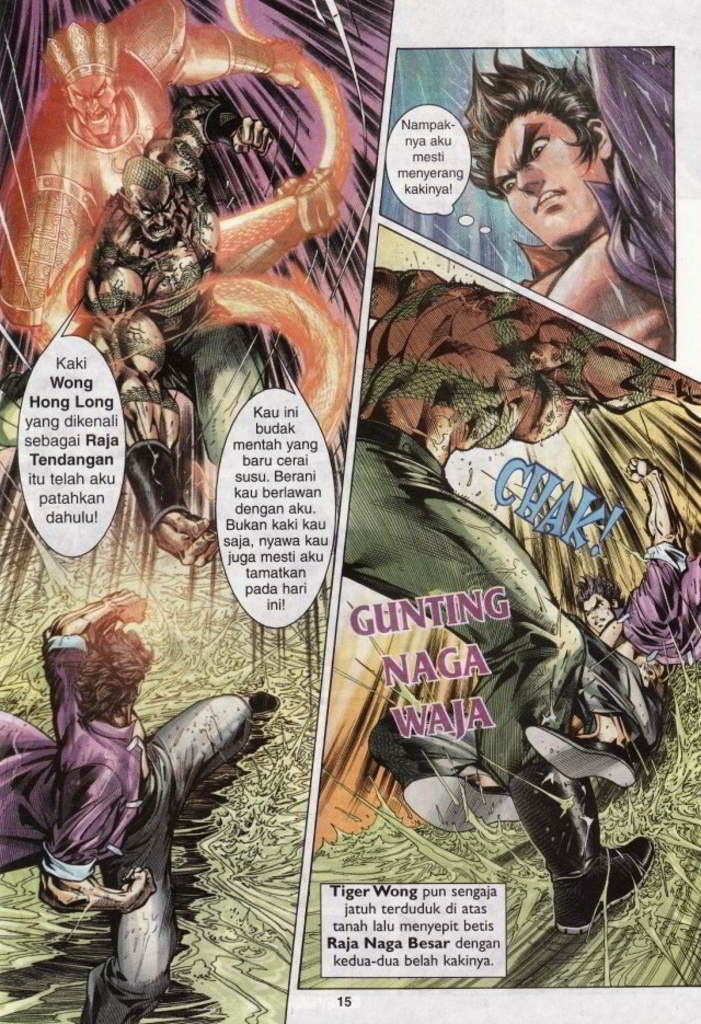 Kaki
Wong
Hong Long
yang dikenali
sebagai Raja
Tendangan
itu telah aku
patahkan
dahulu!
Kau ini
budak
mentah yang
baru cerai
susu. Berani
kau berlawan
dengan aku.
Bukan kaki kau
saja, nyawa kau
juga mesti aku
tamatkan
pada hari
ini!
Nampak-
nya aku
mesti
menyerang
kakinya!
CHAK!
GUNTING
NAGA
WAJA
Tiger Wong pun sengaja
jatuh terduduk di atas
tanah lalu menyepit betis
Raja Naga Besar dengan
kedua-dua belah kakinya.
15